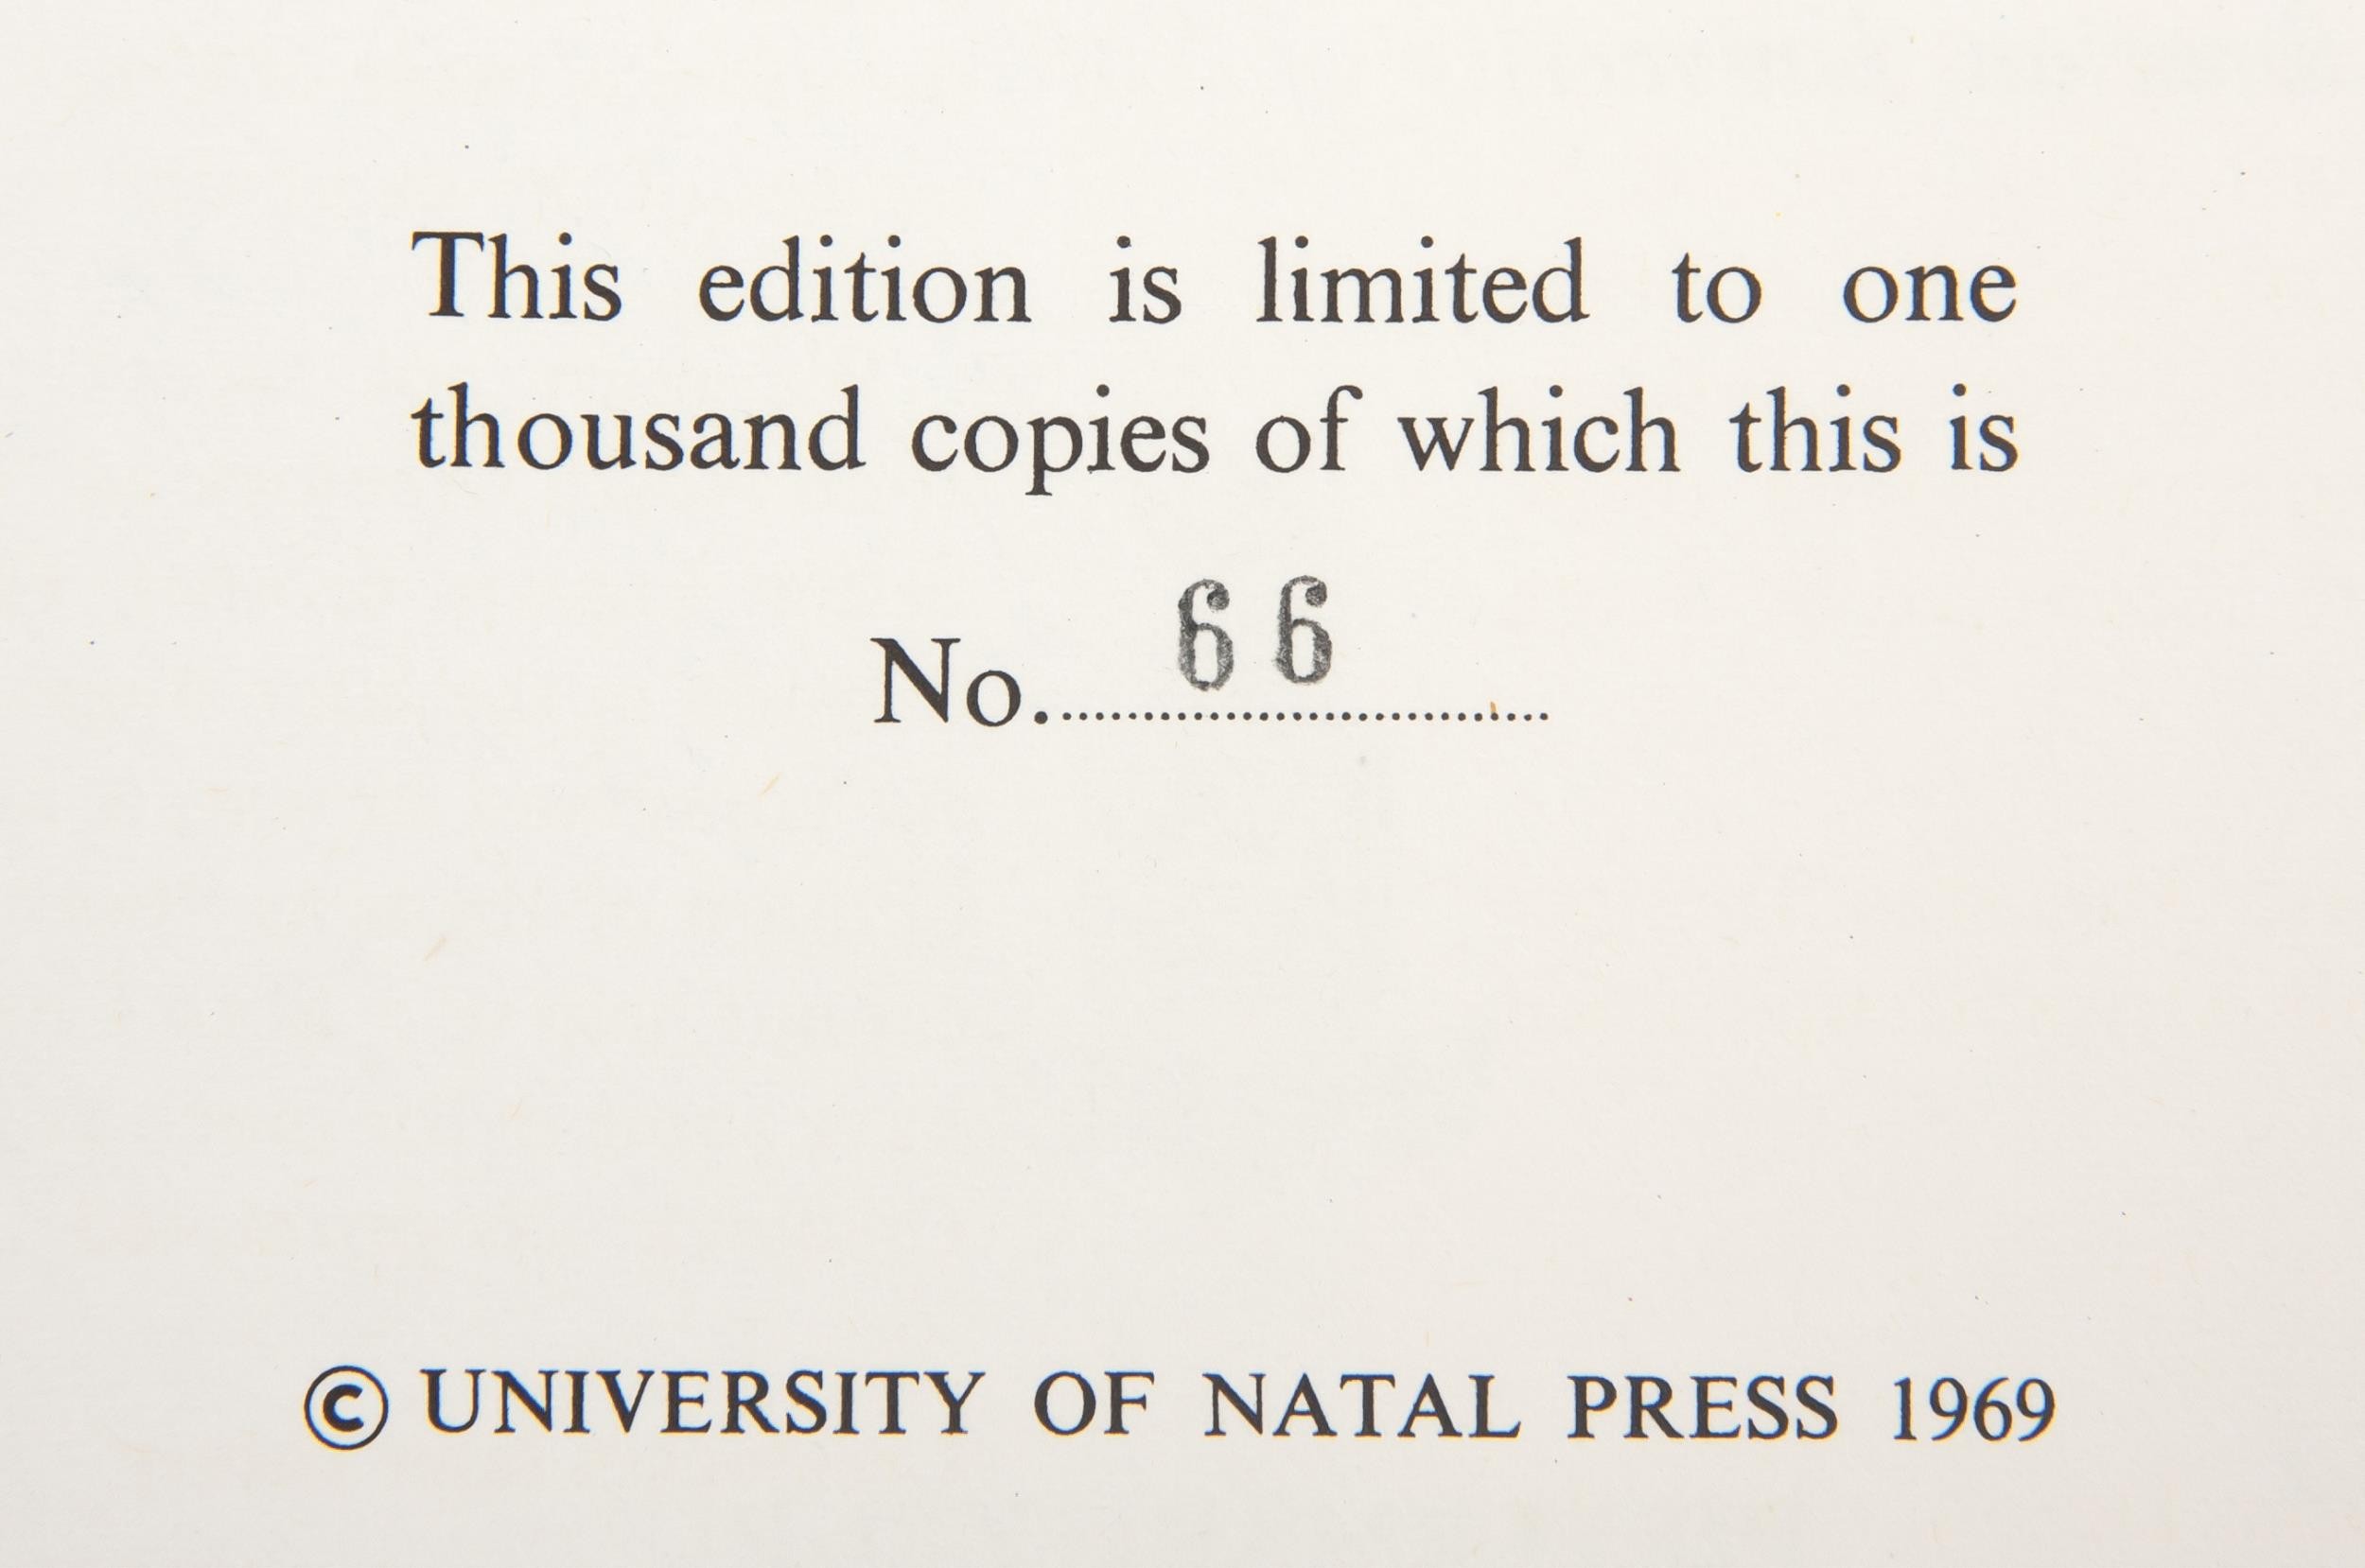 This edition is limited to one
thousand copies of which this is
No. 66
© UNIVERSITY OF NATAL PRESS 1969